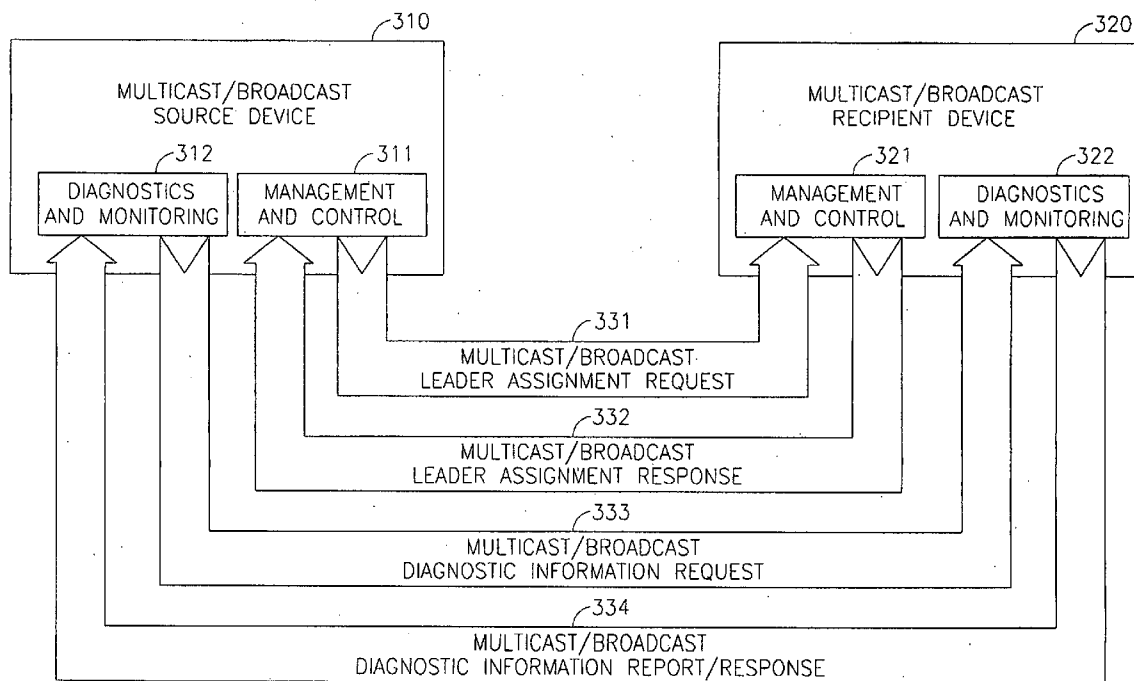 310
320
MULTICAST/BROADCAST
SOURCE DEVICE
MULTICAST/BROADCAST
RECIPIENT DEVICE
312
311
321
322
DIAGNOSTICS
AND MONITORING
MANAGEMENT
AND CONTROL
MANAGEMENT
AND CONTROL
DIAGNOSTICS
AND MONITORING
331
MULTICAST/BROADCAST
LEADER ASSIGNMENT REQUEST
332
MULTICAST/BROADCAST
LEADER ASSIGNMENT RESPONSE
333
MULTICAST/BROADCAST
DIAGNOSTIC INFORMATION REQUEST
334
MULTICAST/BROADCAST
DIAGNOSTIC INFORMATION REPORT/RESPONSE